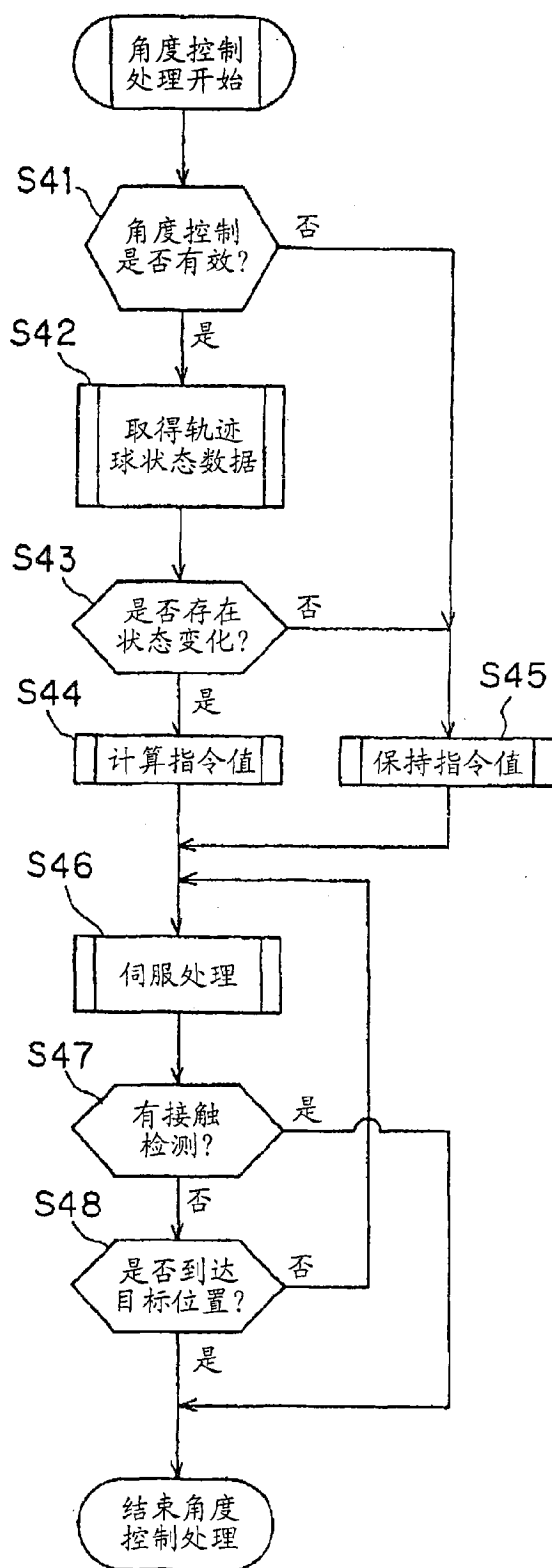 角度控制
处理开始
S41
角度控制
是否有效?
否
是
S42
取得轨迹
球状态数据
S43
是否存在
状态变化?
否
是
S44
计算指令值
S45
保持指令值
S46
伺服处理
S47
有接触
检测?
是
否
S48
是否到达
目标位置?
否
是
结束角度
控制处理